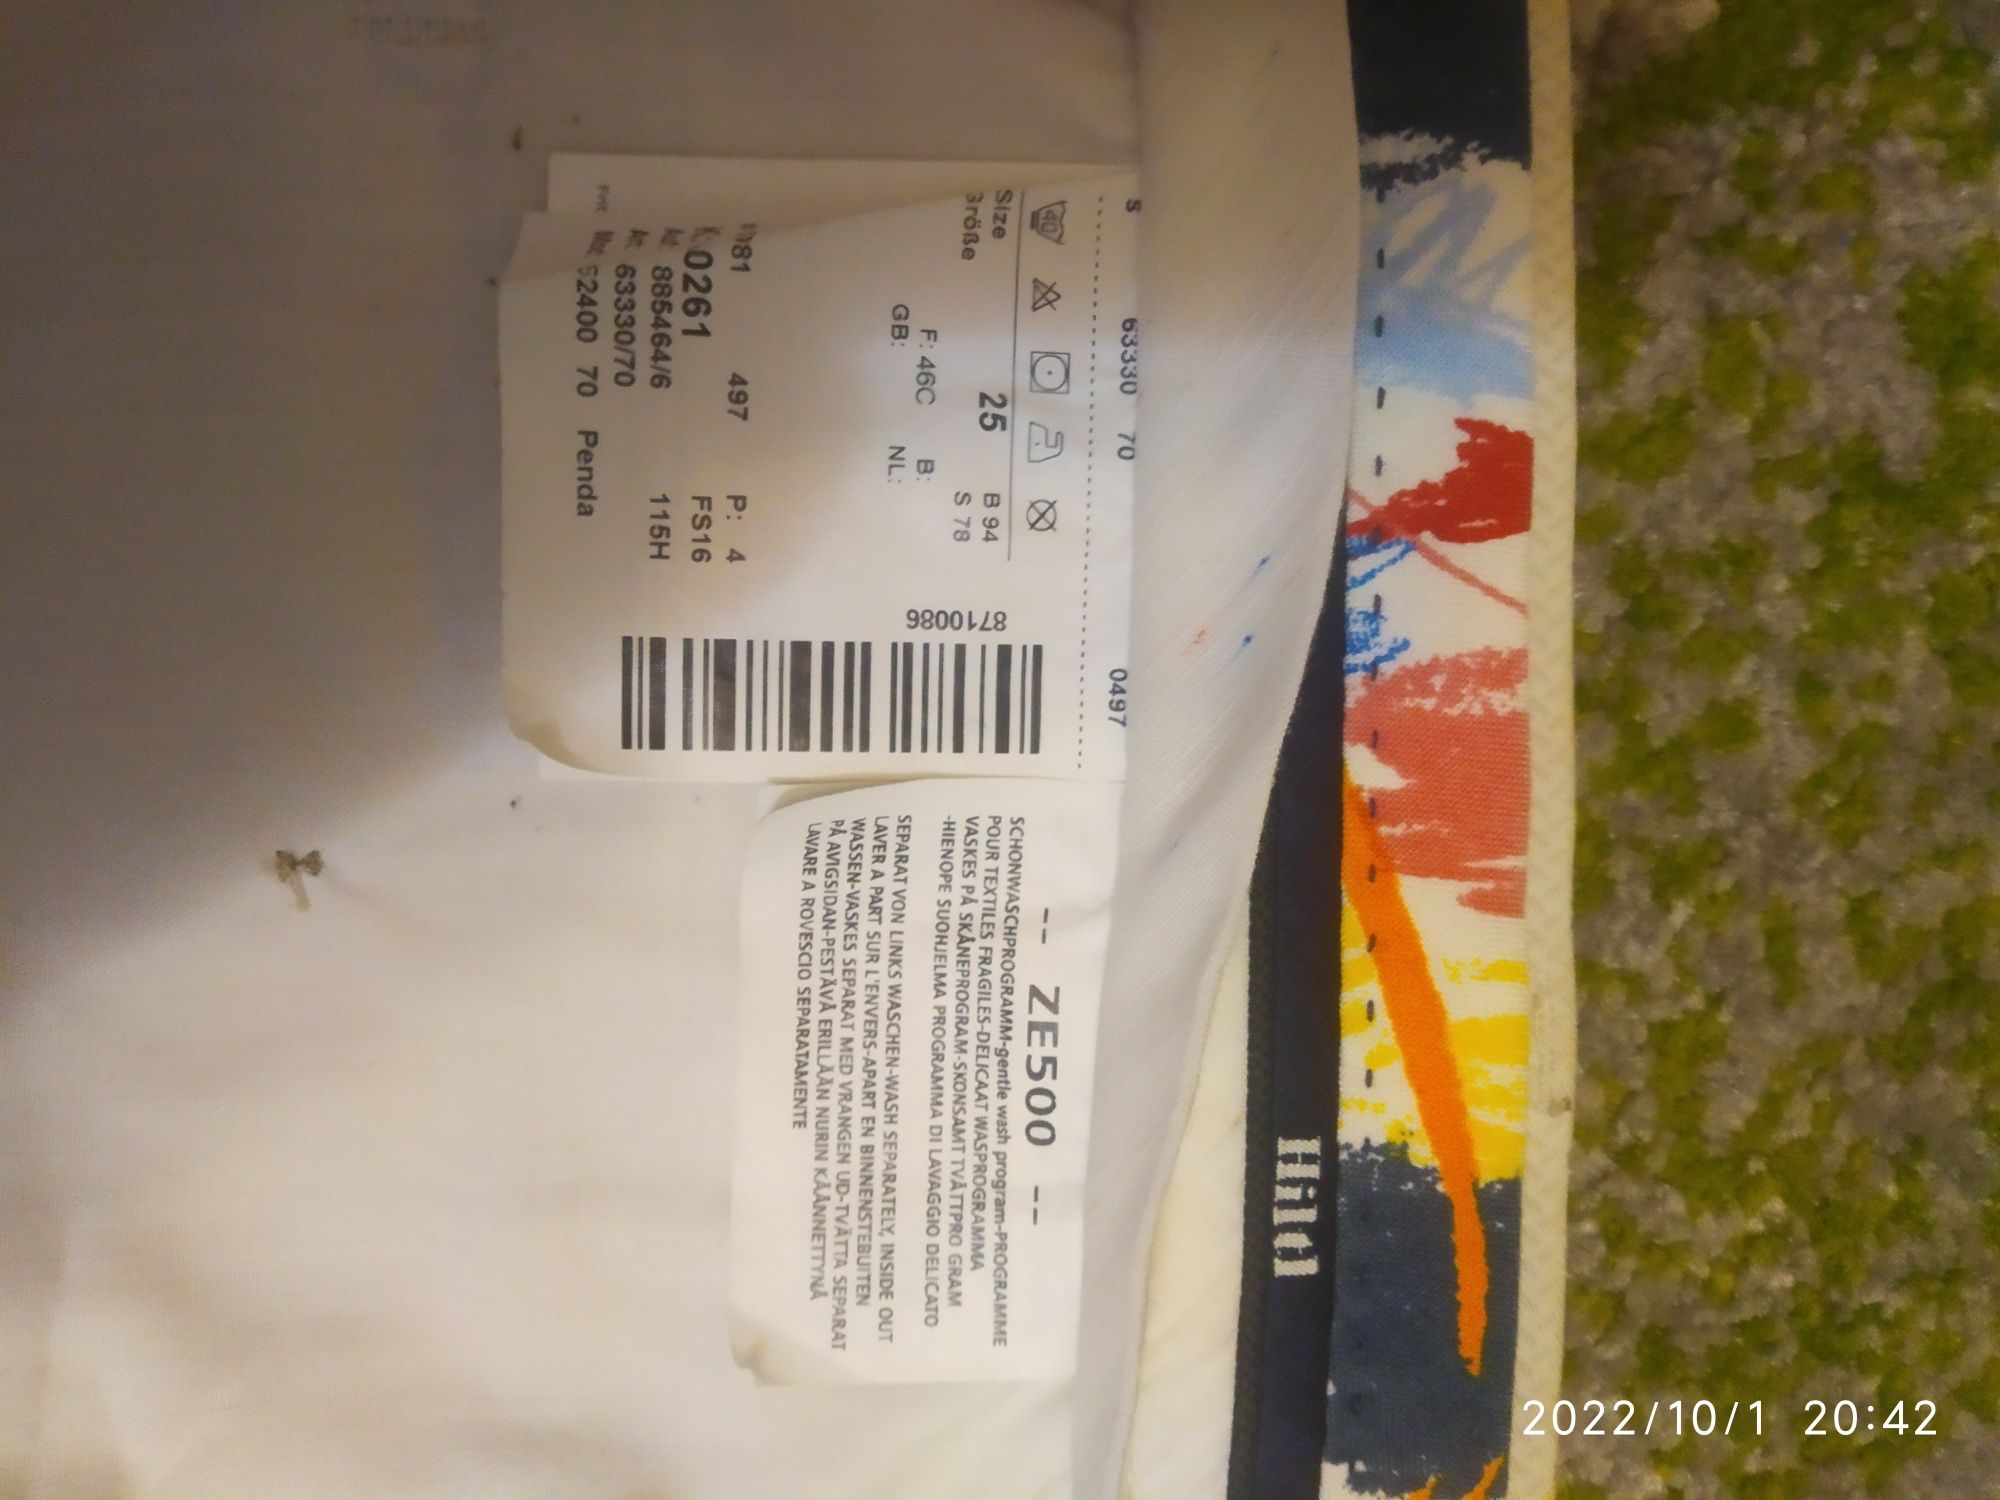 S 63330 70 0497
40
Size 25 B 94
Größe S 78
F: 46C B:
GB: NL:
8710086
497 P: 4
K:0261 FS16
Art. 885464/6 115H
63330/70
52400 70 Penda
-- ZE500 --
SCHONWASCHPROGRAMM-gentle wash program-PROGRAMME
POUR TEXTILES FRAGILES-DELICAAT WASPROGRAMMA
VASKES PÅ SKÅNEPROGRAM-SKONSAMT TVÄTTPRO GRAM
-HIENOPE SUOHJELMA PROGRAMMA DI LAVAGGIO DELICATO
SEPARAT VON LINKS WASCHEN-WASH SEPARATELY, INSIDE OUT
LAVER A PART SUR L'ENVERS-APART EN BINNENSTEBUITEN
WASSEN-VASKES SEPARAT MED VRANGEN UD-TVÄTTA SEPARAT
PÅ AVIGSIDAN-PESTÄVÄ ERILLÄÄN NURIN KÄÄNNETTYNÄ
LAVARE A ROVESCIO SEPARATAMENTE
2022/10/1 20:42